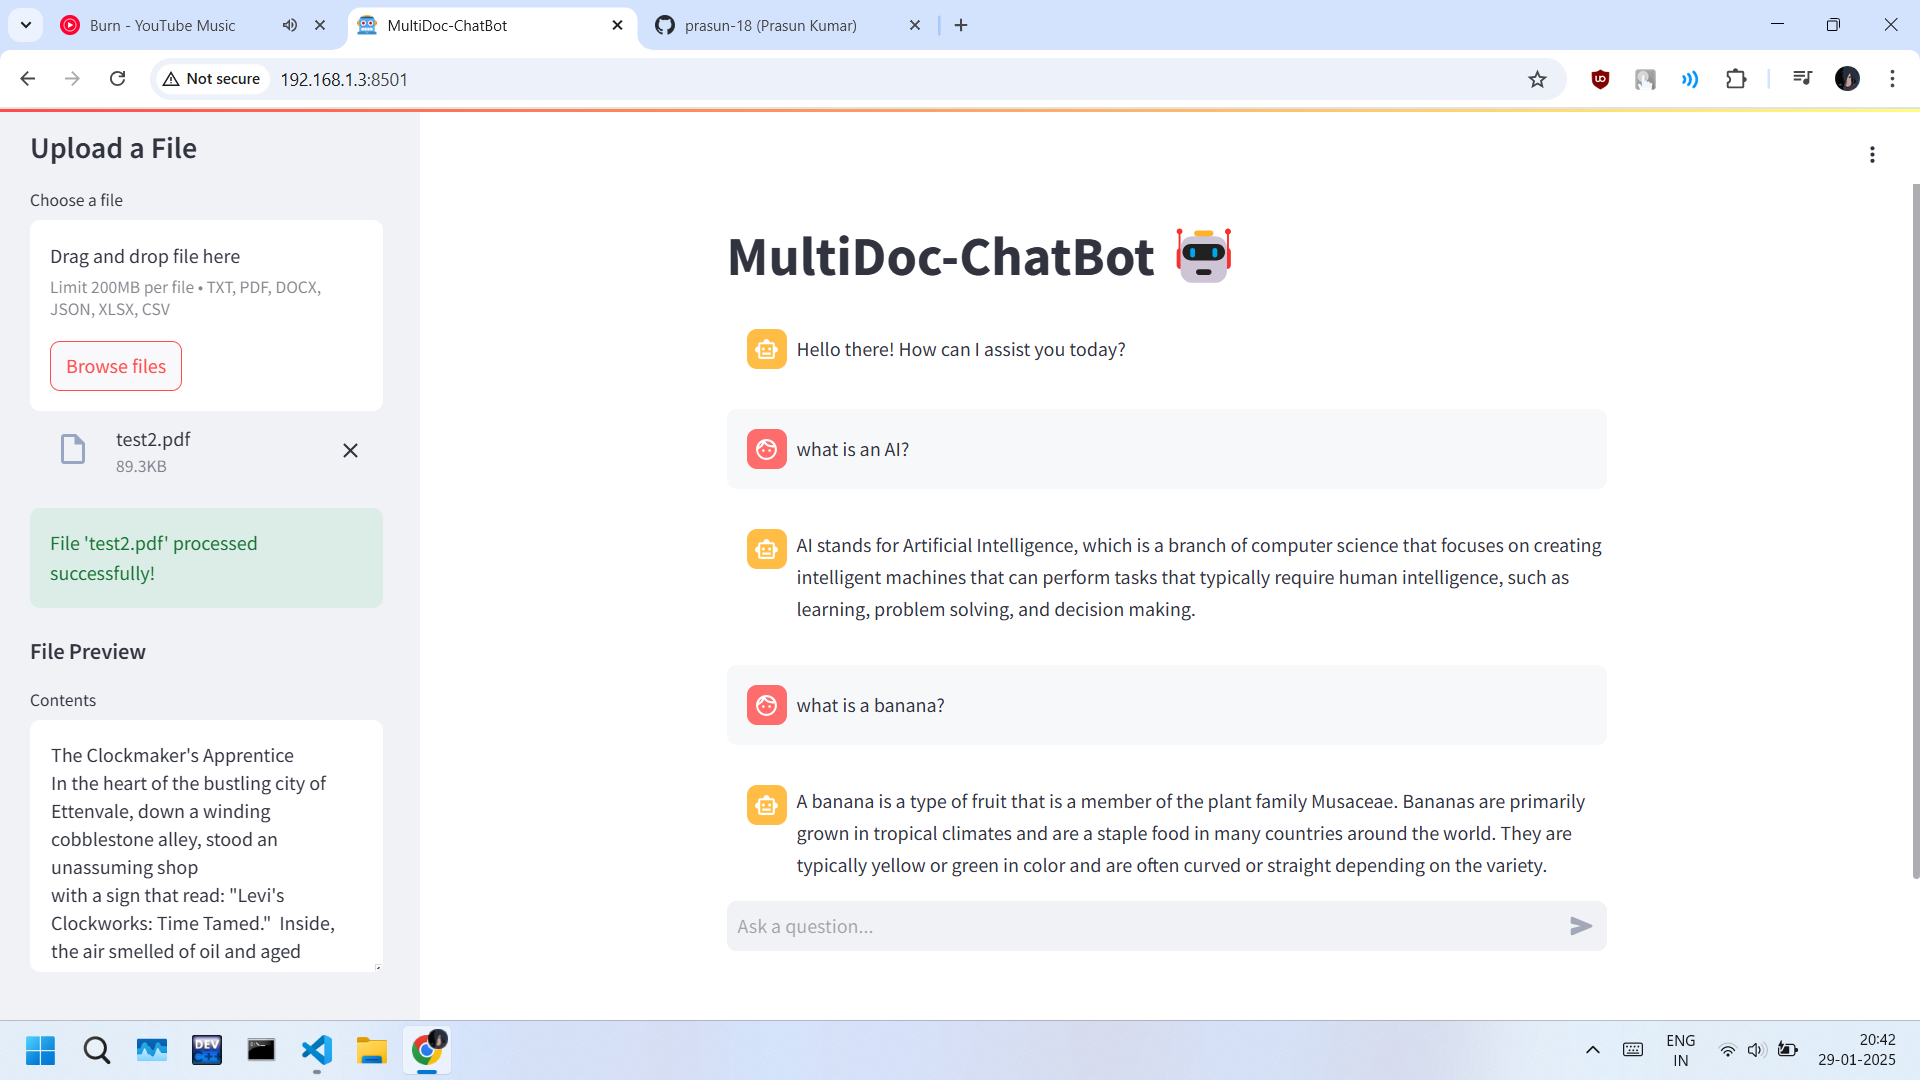 Burn - YouTube Music
MultiDoc-ChatBot
prasun-18 (Prasun Kumar)
Not secure
192.168.1.3:8501
Upload a File
Choose a file
Drag and drop file here
Limit 200MB per file • TXT, PDF, DOCX,
JSON, XLSX, CSV
Browse files
test2.pdf
89.3KB
File 'test2.pdf' processed
successfully!
File Preview
Contents
The Clockmaker's Apprentice
In the heart of the bustling city of
Ettenvale, down a winding
cobblestone alley, stood an
unassuming shop
with a sign that read: "Levi's
Clockworks: Time Tamed."  Inside,
the air smelled of oil and aged
MultiDoc-ChatBot
Hello there! How can I assist you today?
what is an AI?
AI stands for Artificial Intelligence, which is a branch of computer science that focuses on creating
intelligent machines that can perform tasks that typically require human intelligence, such as
learning, problem solving, and decision making.
what is a banana?
A banana is a type of fruit that is a member of the plant family Musaceae. Bananas are primarily
grown in tropical climates and are a staple food in many countries around the world. They are
typically yellow or green in color and are often curved or straight depending on the variety.
Ask a question...
DEV
C++
ENG
IN
20:42
29-01-2025